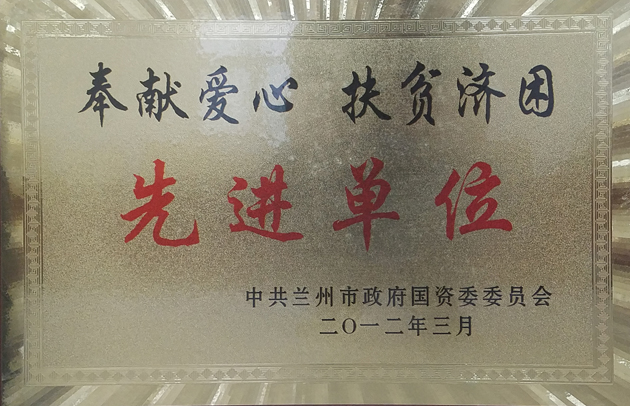 奉献爱心 扶贫济困
先进单位
中共兰州市政府国资委委员会
二〇一二年三月